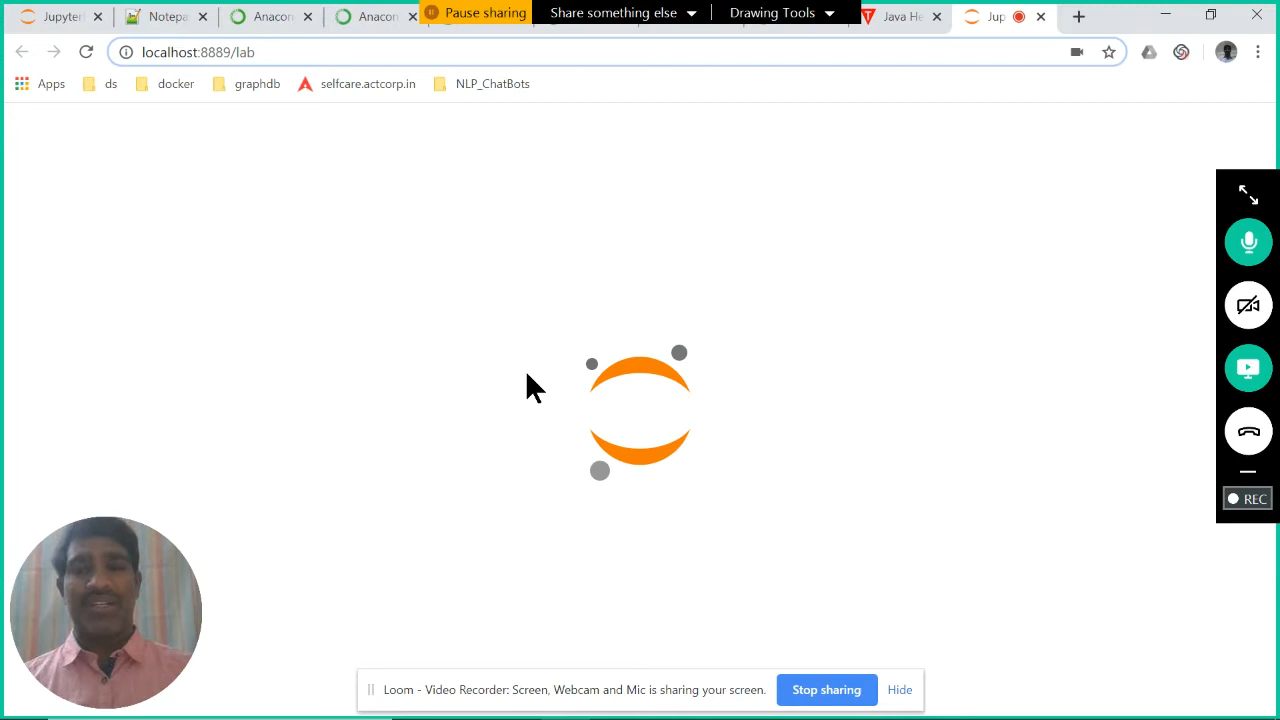 Jupyterl
Notepa
Anacon
Anacon
Pause sharing
Share something else
Drawing Tools
Java He
Jup
localhost:8889/lab
Apps
ds
docker
graphdb
selfcare.actcorp.in
NLP_ChatBots
REC
Loom - Video Recorder: Screen, Webcam and Mic is sharing your screen.
Stop sharing
Hide